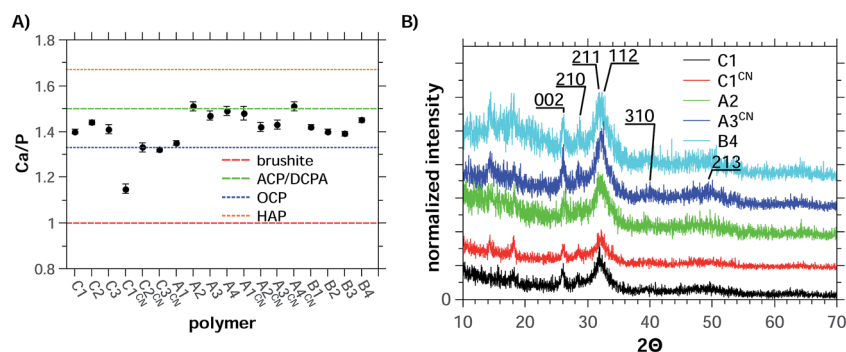 A)
Ca/P
1.8
1.6
1.4
1.2
1
0.8
brushite
ACP/DCPA
OCP
HAP
C1
C2
C3
C1CN
C2CN
C3CN
A1
A2
A3
A4
A1CN
A2CN
A3CN
A4CN
B1
B2
B3
B4
polymer
B)
normalized intensity
0
211
112
210
002
310
213
C1
C1CN
A2
A3CN
B4
10
20
30
40
50
60
70
2Θ